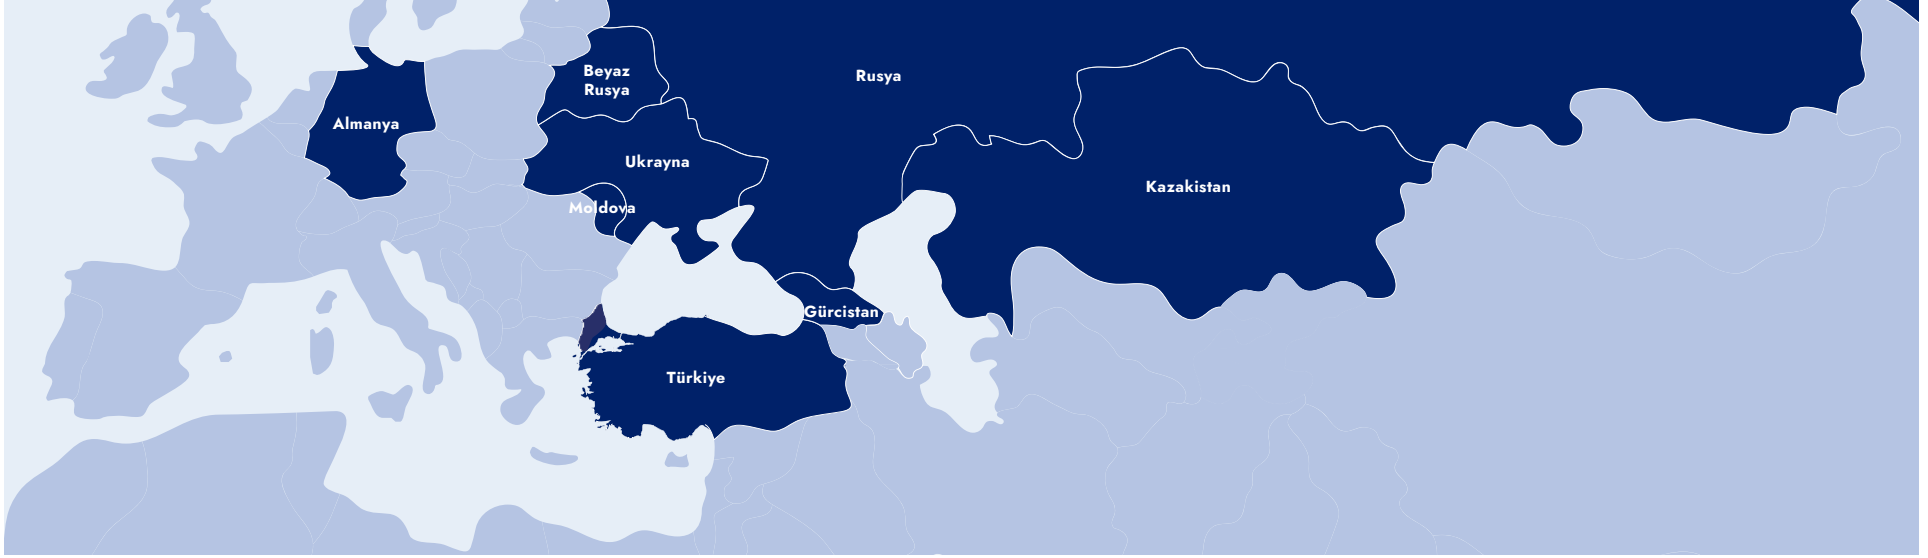 Beyaz
Rusya
Rusya
Almanya
Ukrayna
Kazakistan
Moldova
Gürcistan
Türkiye